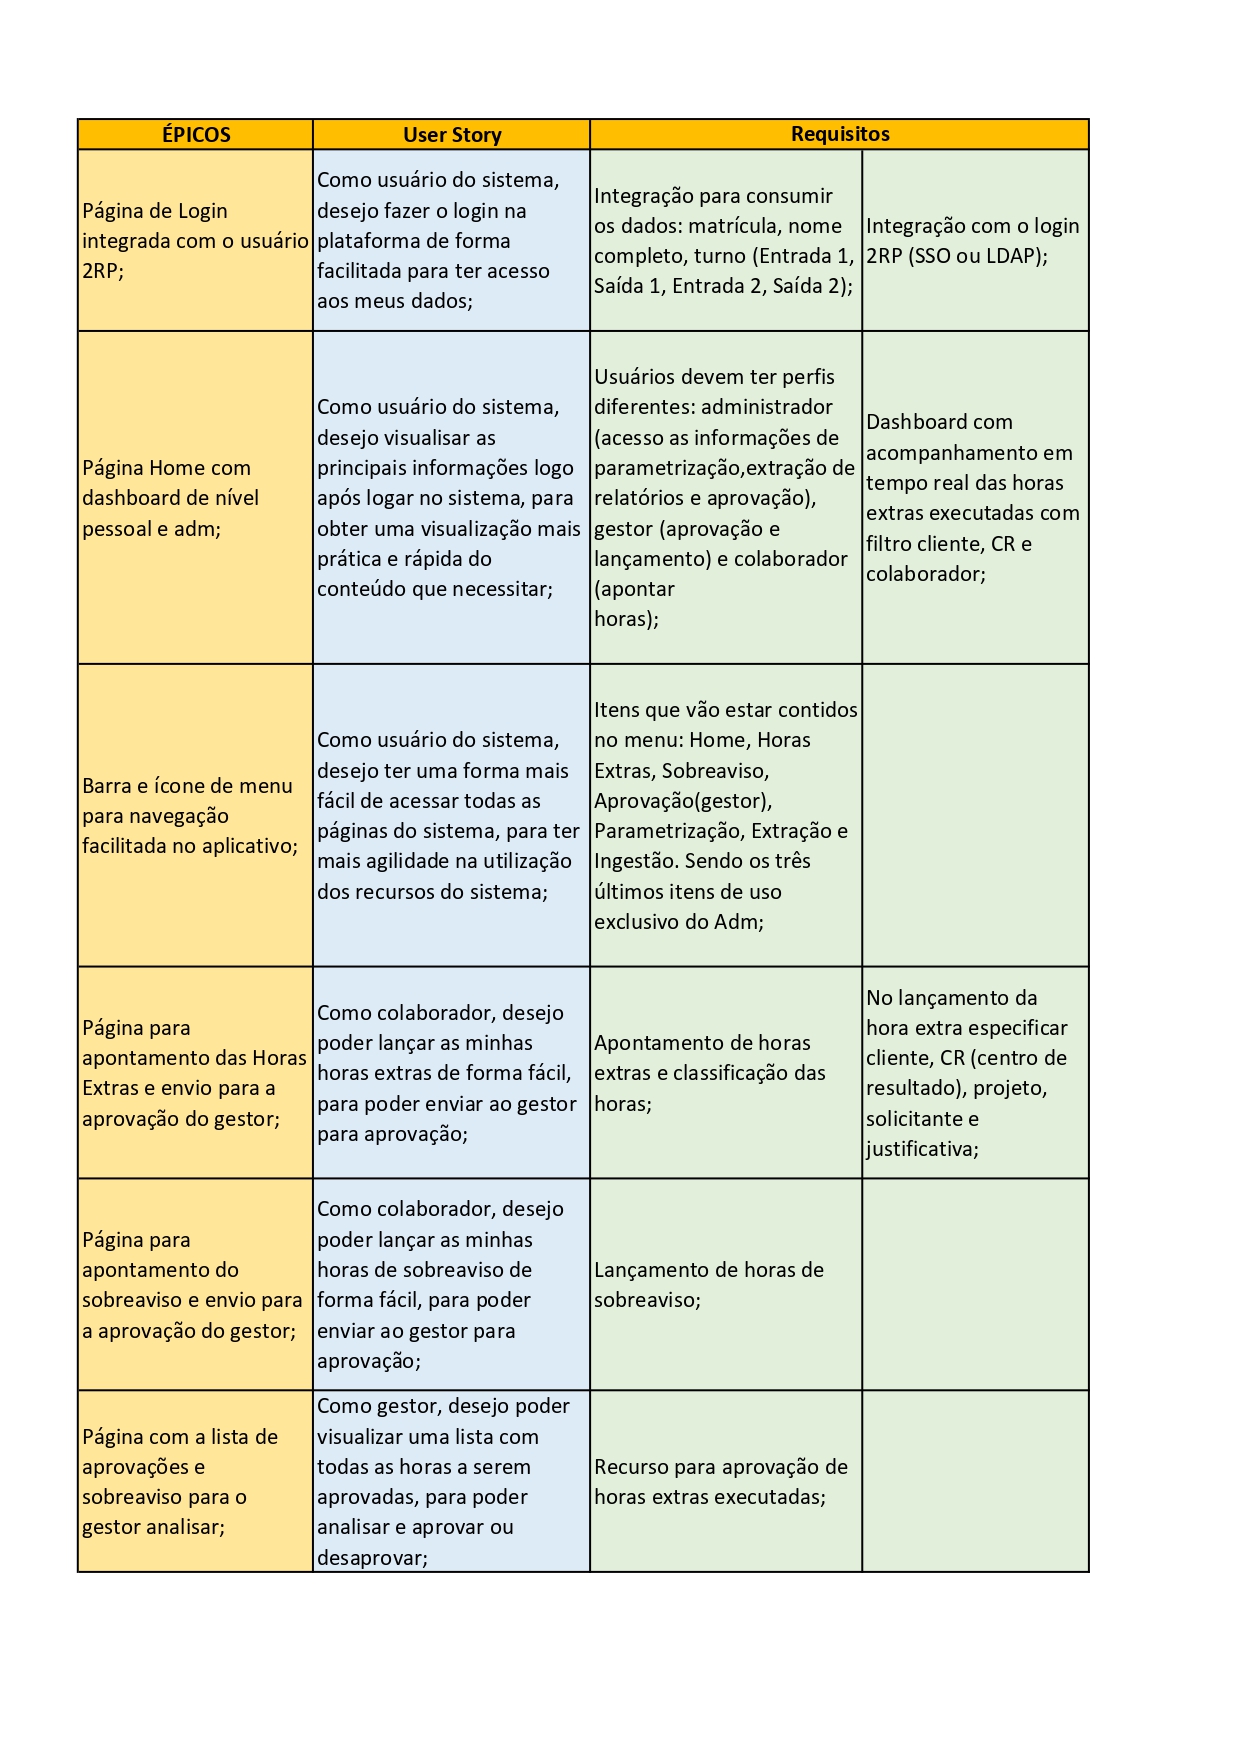 ÉPICOS
User Story
Requisitos
Página de Login
integrada com o usuário
2RP;
Como usuário do sistema,
desejo fazer o login na
plataforma de forma
facilitada para ter acesso
aos meus dados;
Integração para consumir
os dados: matrícula, nome
completo, turno (Entrada 1,
Saída 1, Entrada 2, Saída 2);
Integração com o login
2RP (SSO ou LDAP);
Página Home com
dashboard de nível
pessoal e adm;
Como usuário do sistema,
desejo visualisar as
principais informações logo
após logar no sistema, para
obter uma visualização mais
prática e rápida do
conteúdo que necessitar;
Usuários devem ter perfis
diferentes: administrador
(acesso as informações de
parametrização,extração de
relatórios e aprovação),
gestor (aprovação e
lançamento) e colaborador
(apontar
horas);
Dashboard com
acompanhamento em
tempo real das horas
extras executadas com
filtro cliente, CR e
colaborador;
Barra e ícone de menu
para navegação
facilitada no aplicativo;
Como usuário do sistema,
desejo ter uma forma mais
fácil de acessar todas as
páginas do sistema, para ter
mais agilidade na utilização
dos recursos do sistema;
Itens que vão estar contidos
no menu: Home, Horas
Extras, Sobreaviso,
Aprovação(gestor),
Parametrização, Extração e
Ingestão. Sendo os três
últimos itens de uso
exclusivo do Adm;
Página para
apontamento das Horas
Extras e envio para a
aprovação do gestor;
Como colaborador, desejo
poder lançar as minhas
horas extras de forma fácil,
para poder enviar ao gestor
para aprovação;
Apontamento de horas
extras e classificação das
horas;
No lançamento da
hora extra especificar
cliente, CR (centro de
resultado), projeto,
solicitante e
justificativa;
Página para
apontamento do
sobreaviso e envio para
a aprovação do gestor;
Como colaborador, desejo
poder lançar as minhas
horas de sobreaviso de
forma fácil, para poder
enviar ao gestor para
aprovação;
Lançamento de horas de
sobreaviso;
Página com a lista de
aprovações e
sobreaviso para o
gestor analisar;
Como gestor, desejo poder
visualizar uma lista com
todas as horas a serem
aprovadas, para poder
analisar e aprovar ou
desaprovar;
Recurso para aprovação de
horas extras executadas;